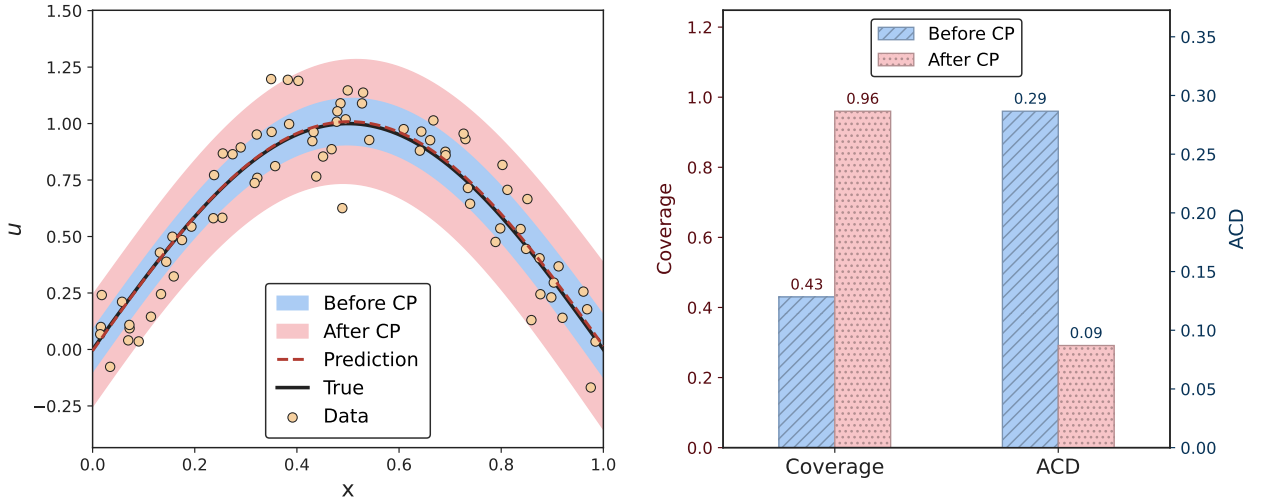 1.50
1.25
1.00
0.75
0.50
0.25
0.00
−0.25
u
0.0 0.2 0.4 0.6 0.8 1.0
x
Before CP
After CP
Prediction
True
Data
1.2
1.0
0.8
0.6
0.4
0.2
0.0
Coverage
Before CP
After CP
0.43
0.96
0.29
0.09
Coverage ACD
0.35
0.30
0.25
0.20
0.15
0.10
0.05
0.00
ACD